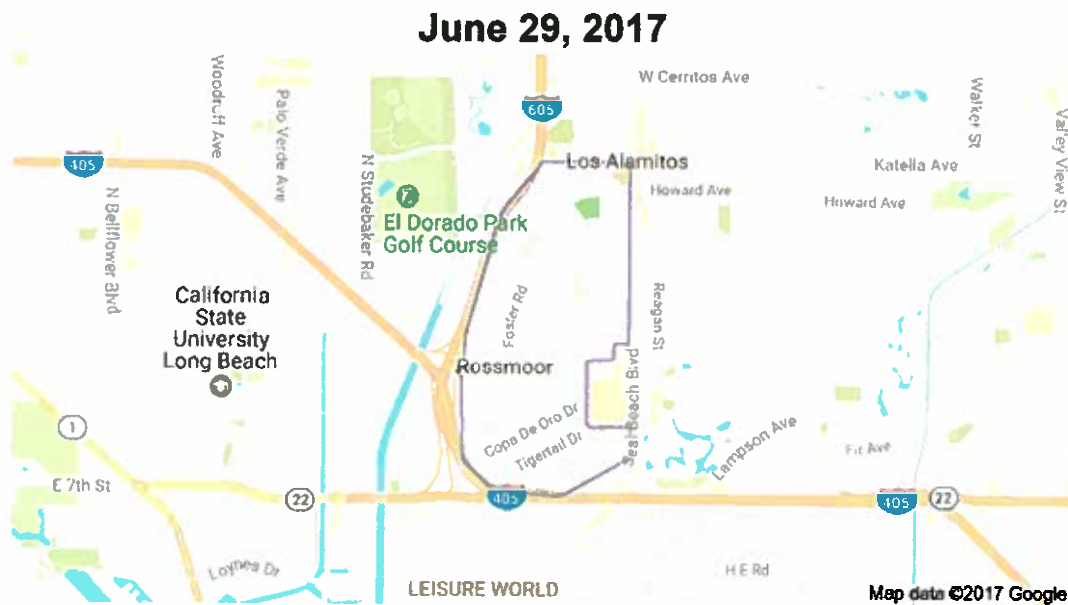 June 29, 2017
W Cerritos Ave
Woodruff Ave
Palo Verde Ave
605
Walker St
Valley View St
405
N Studebaker Rd
Los Alamitos
Katella Ave
Howard Ave
Howard Ave
N Bellflower Blvd
El Dorado Park
Golf Course
California
State
University
Long Beach
Foster Rd
Reagan St
Rossmoor
Seal Beach Blvd
Copa De Oro Dr
Tigertail Dr
Lampson Ave
1
E 7th St
22
405
405
22
Loynes Dr
LEISURE WORLD
H E Rd
Map data ©2017 Google